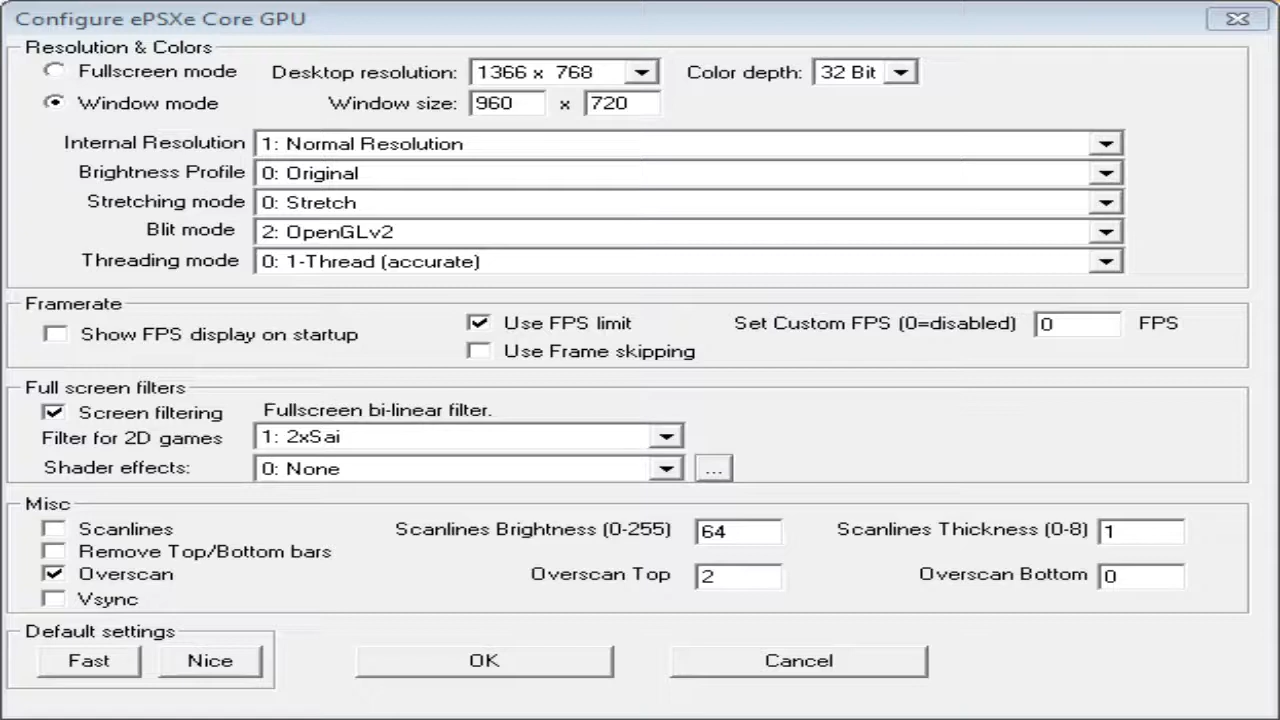 Configure ePSXe Core GPU
Resolution & Colors
Fullscreen mode Desktop resolution: 1366 x 768 Color depth: 32 Bit
Window mode Window size: 960 x 720
Internal Resolution 1: Normal Resolution
Brightness Profile 0: Original
Stretching mode 0: Stretch
Blit mode 2: OpenGLv2
Threading mode 0: 1-Thread (accurate)
Framerate
Show FPS display on startup Use FPS limit Set Custom FPS (0=disabled) 0 FPS
Use Frame skipping
Full screen filters
Screen filtering Fullscreen bi-linear filter.
Filter for 2D games 1: 2xSai
Shader effects: 0: None ...
Misc
Scanlines Scanlines Brightness (0-255) 64 Scanlines Thickness (0-8) 1
Remove Top/Bottom bars
Overscan Overscan Top 2 Overscan Bottom 0
Vsync
Default settings
Fast Nice OK Cancel